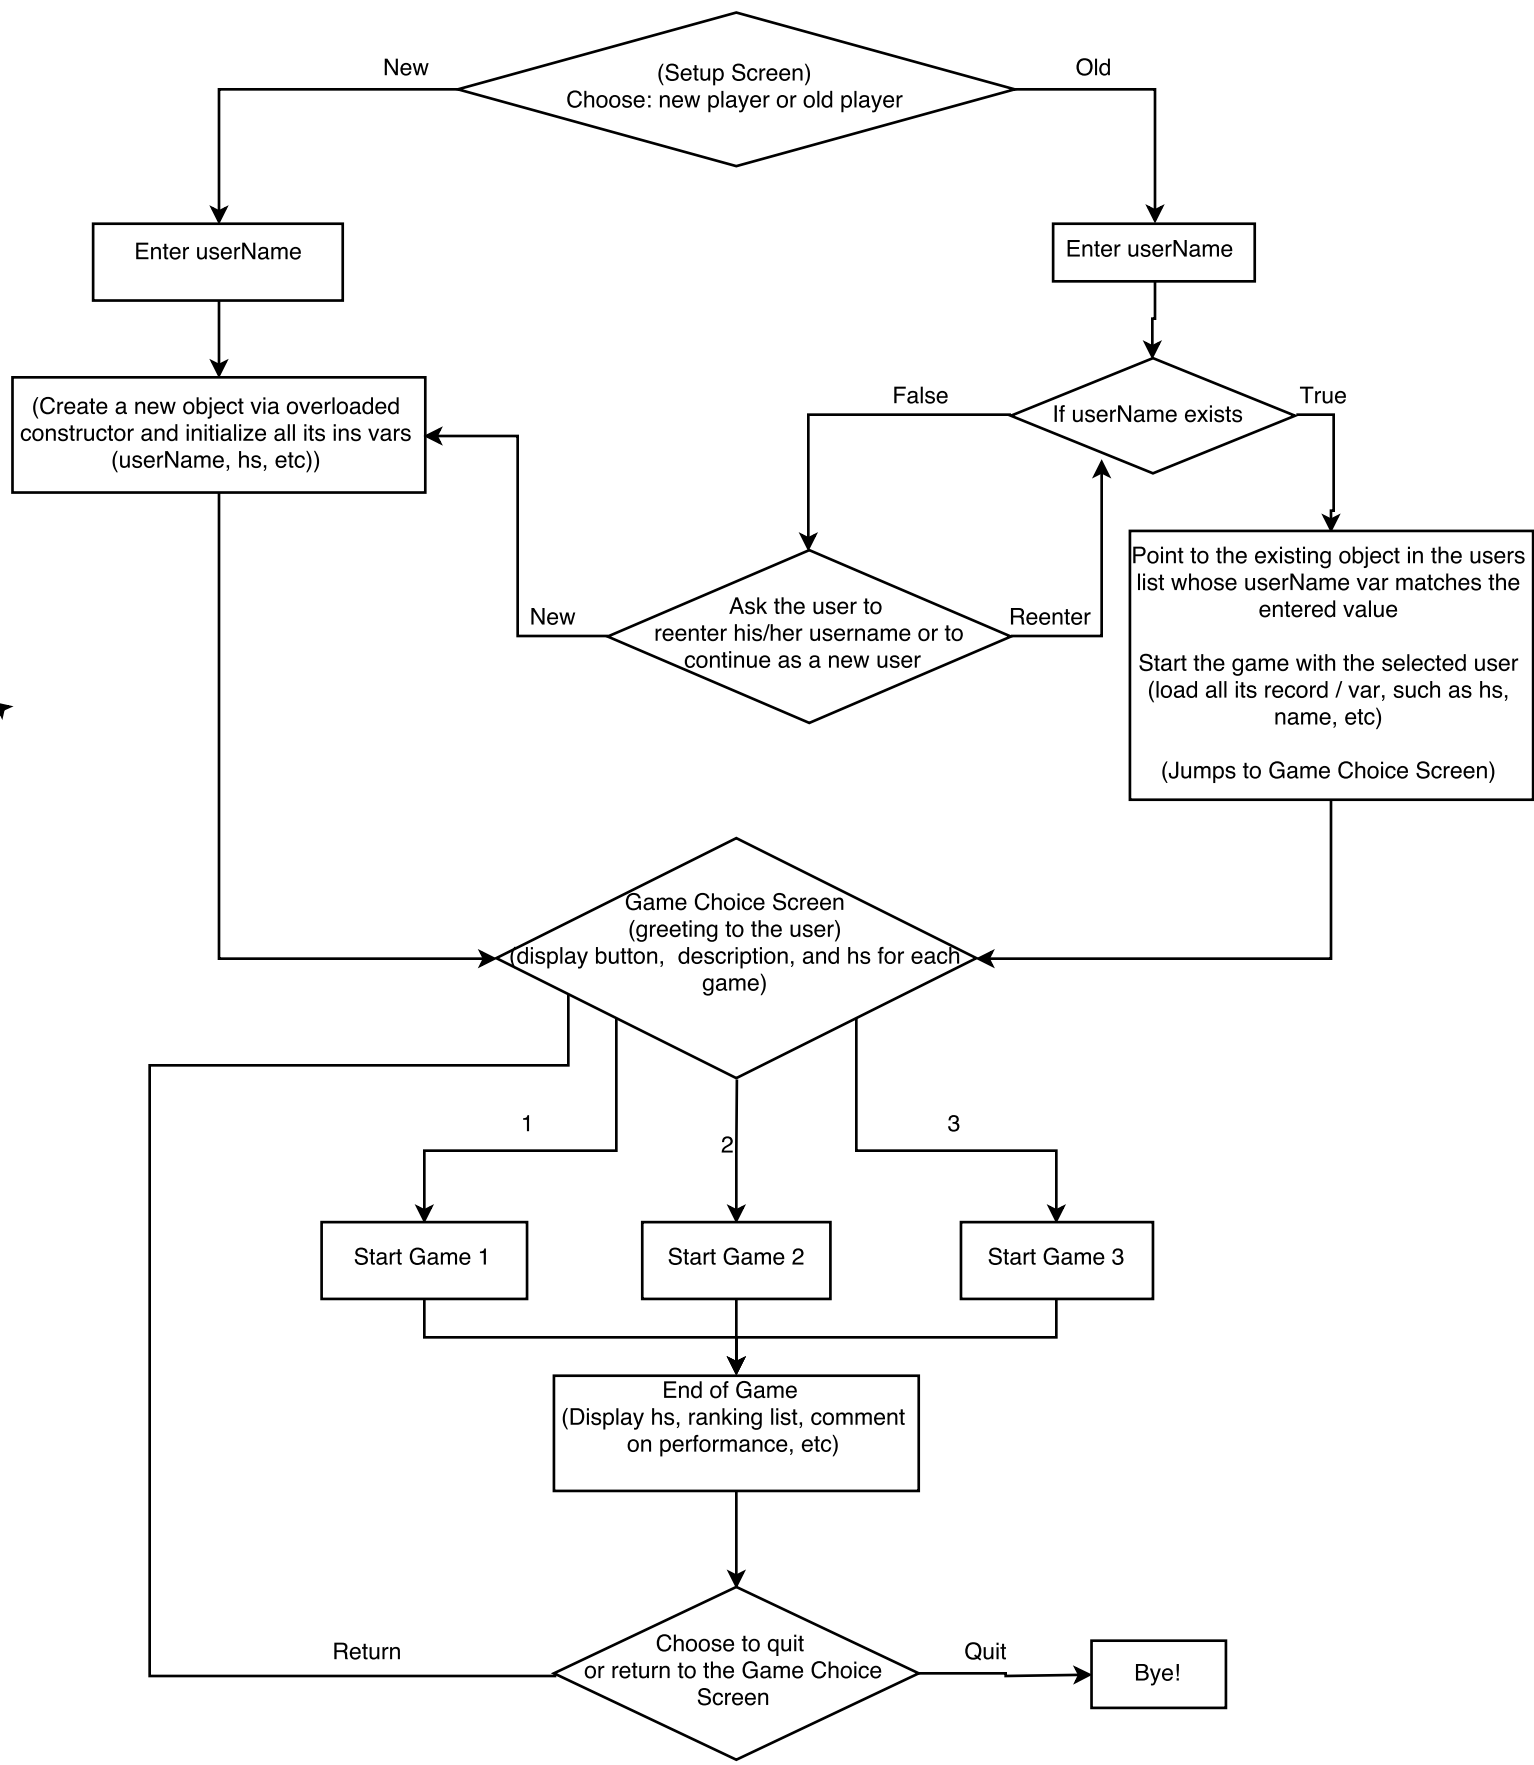 New
(Setup Screen)
Choose: new player or old player
Old
Enter userName
Enter userName
(Create a new object via overloaded
constructor and initialize all its ins vars
(userName, hs, etc))
False
If userName exists
True
New
Ask the user to
reenter his/her username or to
continue as a new user
Reenter
Point to the existing object in the users
list whose userName var matches the
entered value
Start the game with the selected user
(load all its record / var, such as hs,
name, etc)
(Jumps to Game Choice Screen)
Game Choice Screen
(greeting to the user)
(display button,  description, and hs for each
game)
1
2
3
Start Game 1
Start Game 2
Start Game 3
End of Game
(Display hs, ranking list, comment
on performance, etc)
Return
Choose to quit
or return to the Game Choice
Screen
Quit
Bye!